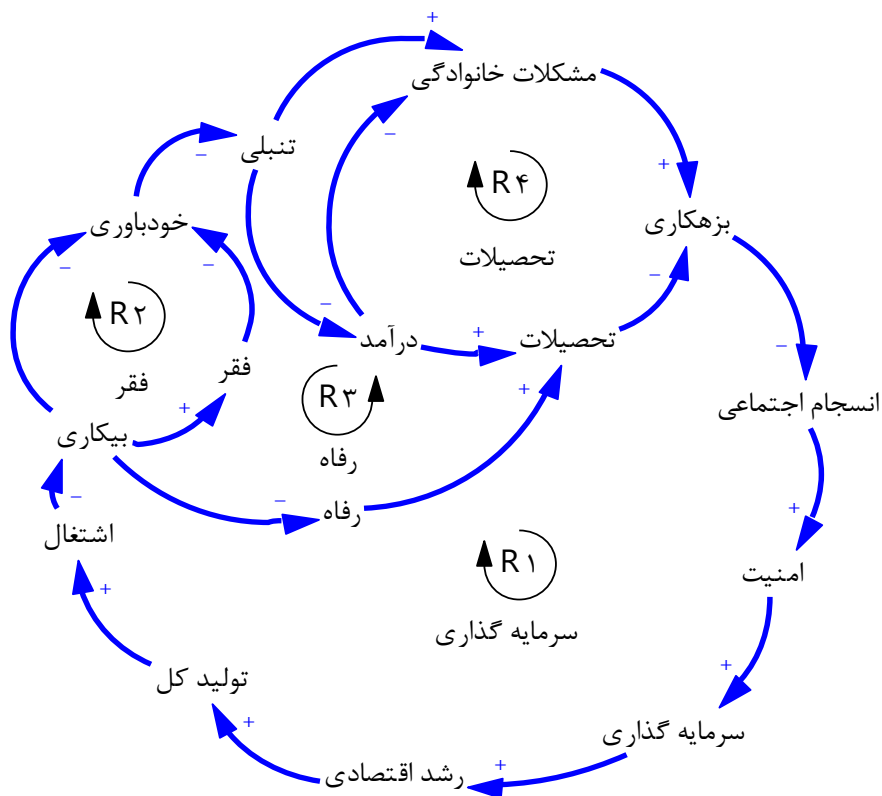 +
مشکلات خانوادگی
تنبلی
-
-
+
R۴
بزهکاری
خودباوری
تحصیلات
-
-
-
R۲
-
درآمد
+
تحصیلات
-
فقر
فقر
R۳
+
انسجام اجتماعی
+
بیکاری
رفاه
-
-
رفاه
+
اشتغال
R۱
امنیت
+
سرمایه گذاری
+
تولید کل
+
سرمایه گذاری
+
رشد اقتصادی